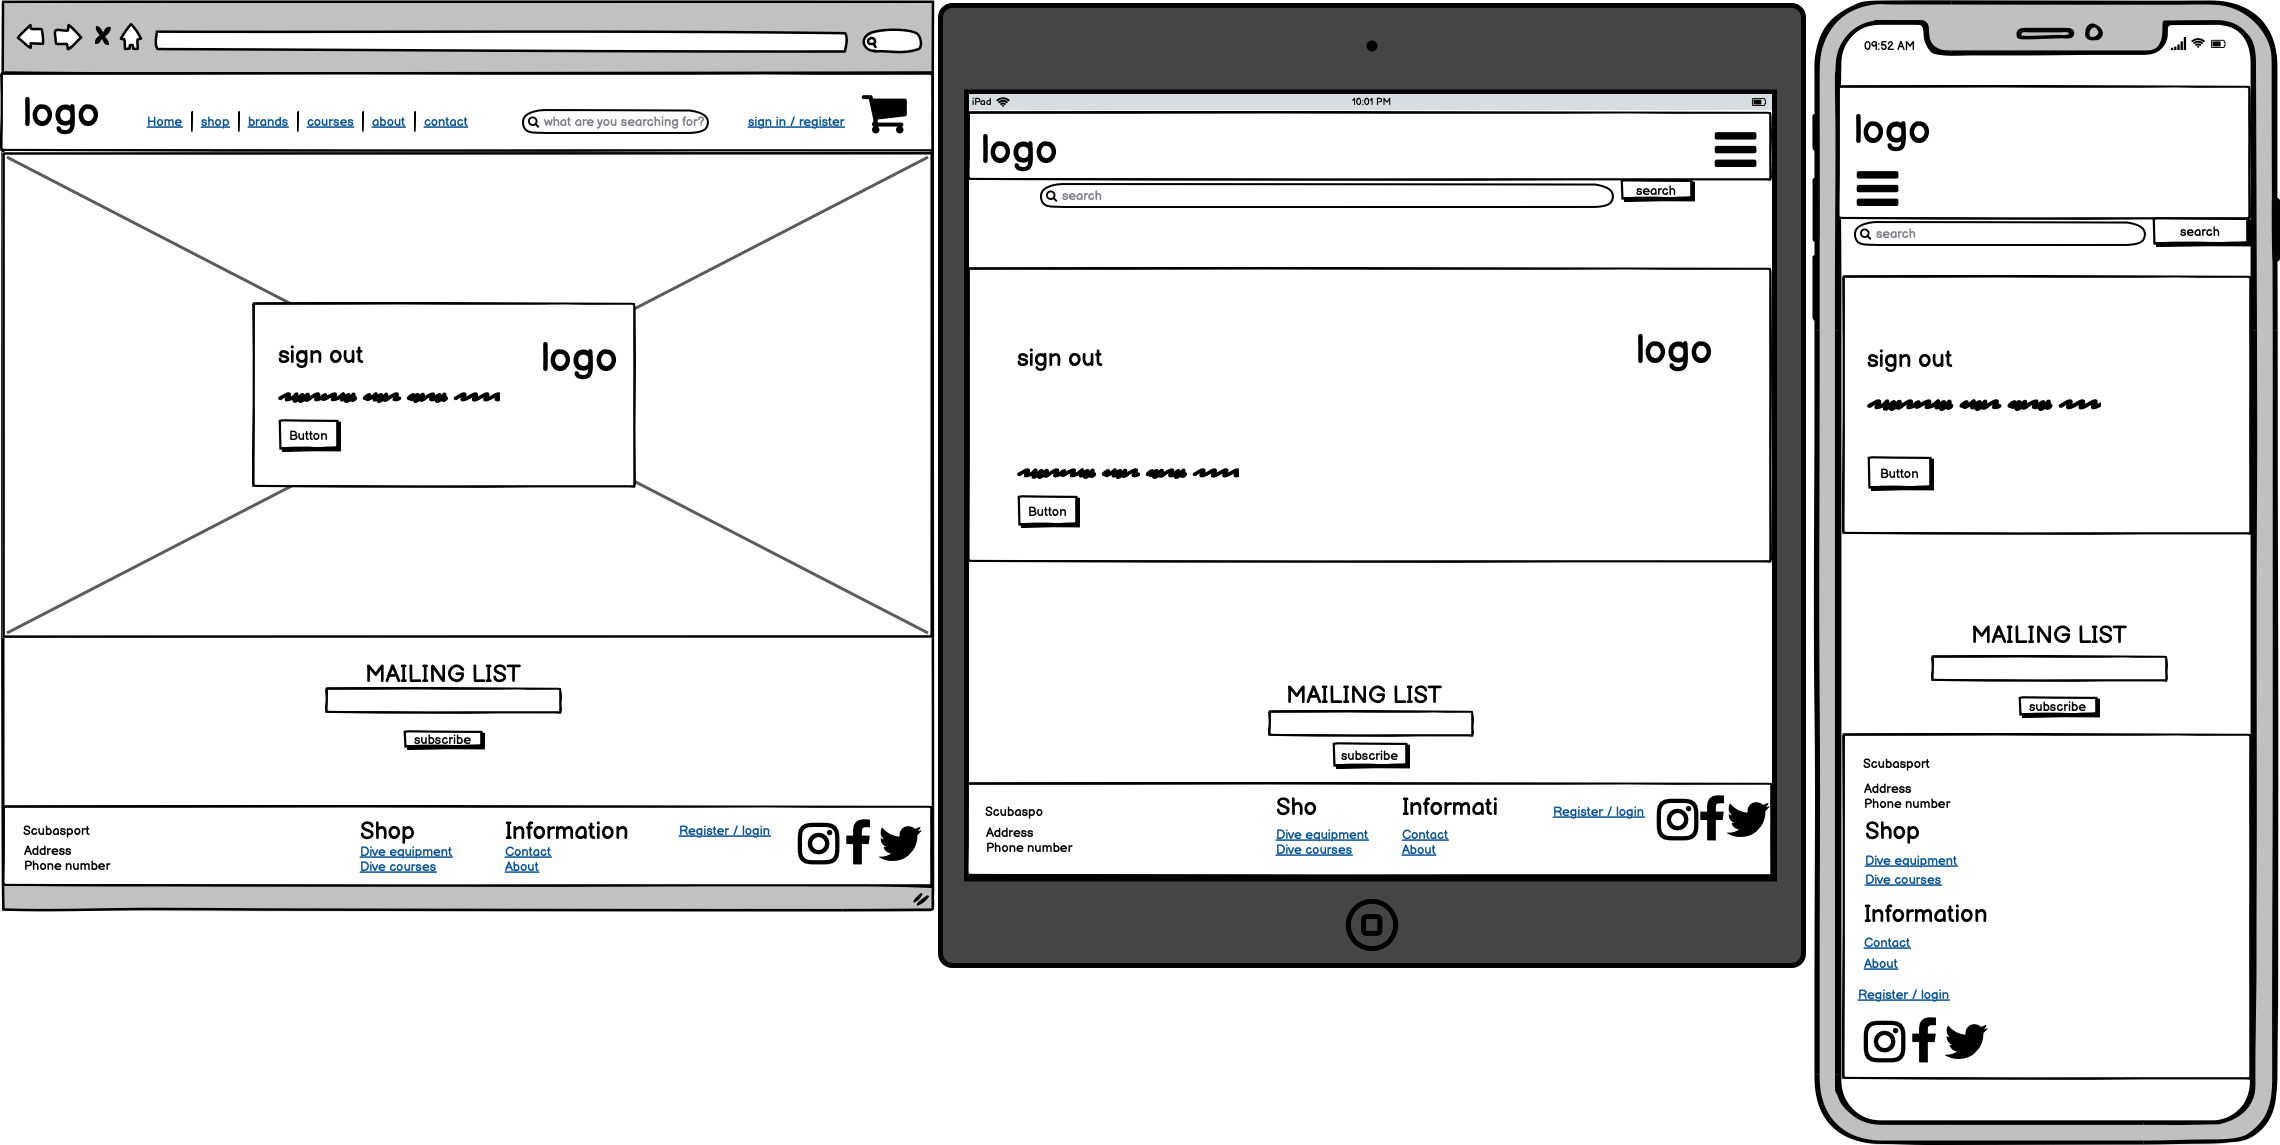 logo
Home shop brands courses about contact
what are you searching for?
sign in / register
sign out
logo
Button
MAILING LIST
subscribe
Scubasport
Address
Phone number
Shop
Dive equipment
Dive courses
Information
Contact
About
Register / login
iPad 10:01 PM
logo
search search
sign out
logo
Button
MAILING LIST
subscribe
Scubaspo
Address
Phone number
Sho
Dive equipment
Dive courses
Informati
Contact
About
Register / login
09:52 AM
logo
search search
sign out
Button
MAILING LIST
subscribe
Scubasport
Address
Phone number
Shop
Dive equipment
Dive courses
Information
Contact
About
Register / login